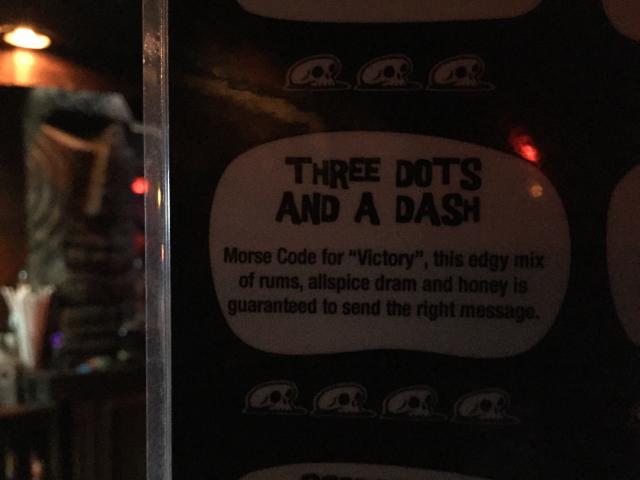 THREE DOTS
AND A DASH
Morse Code for "Victory", this edgy mix
of rums, allspice dram and honey is
guaranteed to send the right message.